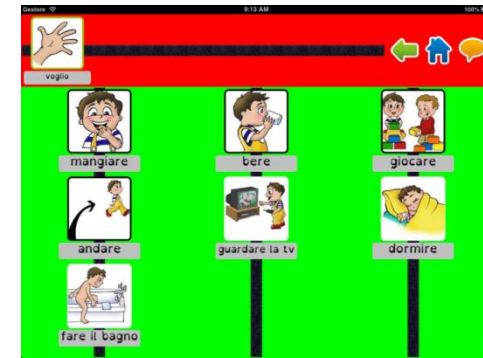 Gestore 9:13 AM 100%
voglio
mangiare bere giocare
andare guardare la tv dormire
fare il bagno